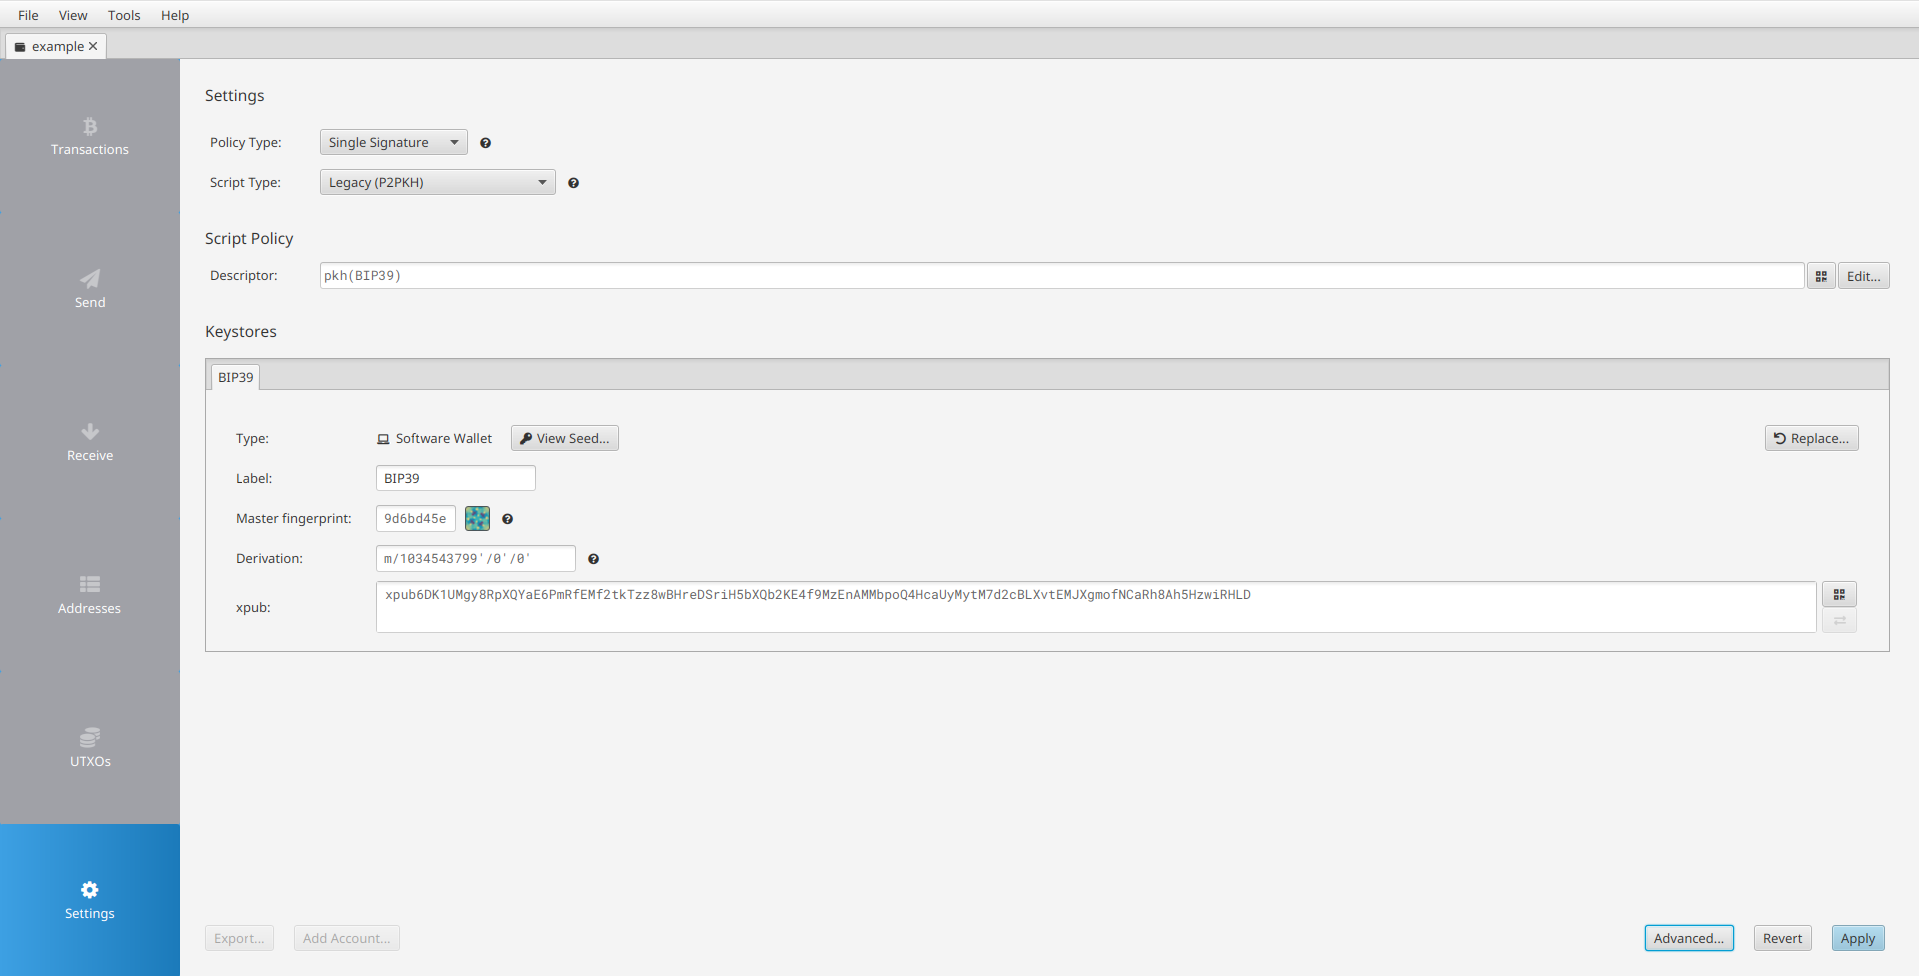 File View Tools Help
example
Transactions
Send
Receive
Addresses
UTXOs
Settings
Settings
Policy Type: Single Signature
Script Type: Legacy (P2PKH)
Script Policy
Descriptor: pkh(BIP39) Edit...
Keystores
BIP39
Type: Software Wallet View Seed... Replace...
Label: BIP39
Master fingerprint: 9d6bd45e
Derivation: m/1034543799'/0'/0'
xpub: xpub6DK1UMgy8RpXQYaE6PmRfEMf2tkTzz8wBHreDSriH5bXQb2KE4f9MzEnAMMbpoQ4HcaUyMytM7d2cBLXvtEMJXgmofNCaRh8Ah5HzwiRHLD
Export... Add Account... Advanced... Revert Apply